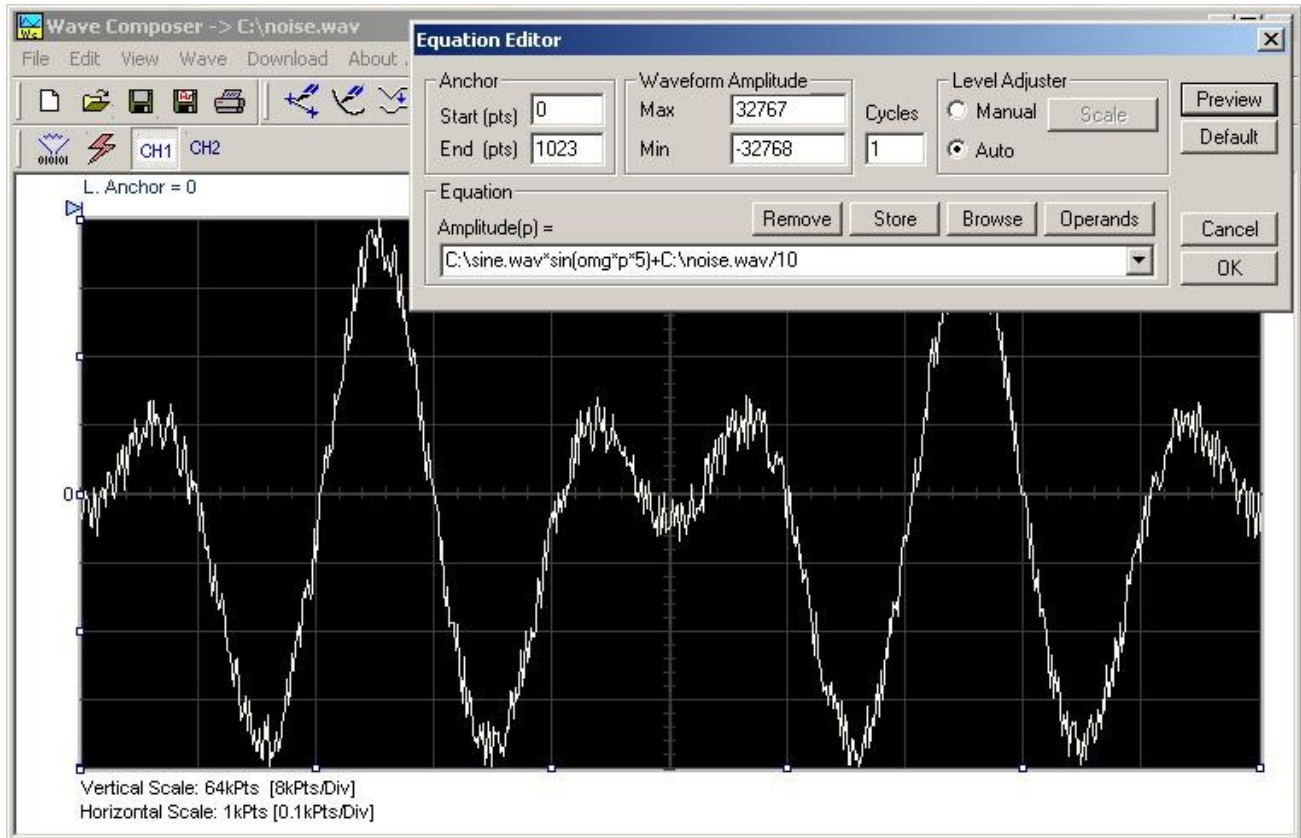 Wave Composer -> C:\noise.wav
File Edit View Wave Download About
CH1 CH2
L. Anchor = 0
0
Vertical Scale: 64kPts [8kPts/Div]
Horizontal Scale: 1kPts [0.1kPts/Div]
Equation Editor
Anchor
Start (pts) 0
End (pts) 1023
Waveform Amplitude
Max 32767
Min -32768
Cycles
1
Level Adjuster
Manual Scale
Auto
Preview
Default
Equation
Amplitude(p) =
Remove Store Browse Operands
C:\sine.wav*sin(omg*p*5)+C:\noise.wav/10
Cancel
OK